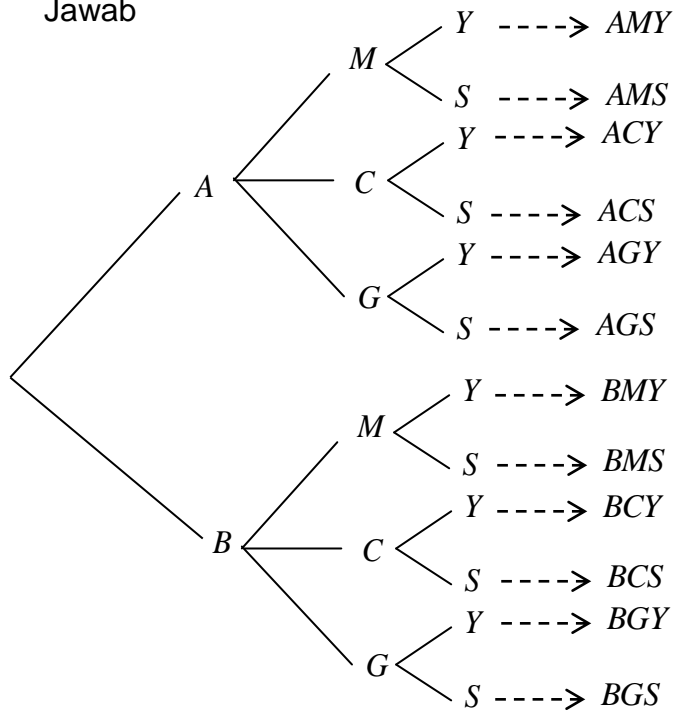 Jawab
Y AMY
M
S AMS
Y ACY
A C
S ACS
Y AGY
G
S AGS
Y BMY
M
S BMS
Y BCY
B C
S BCS
Y BGY
G
S BGS